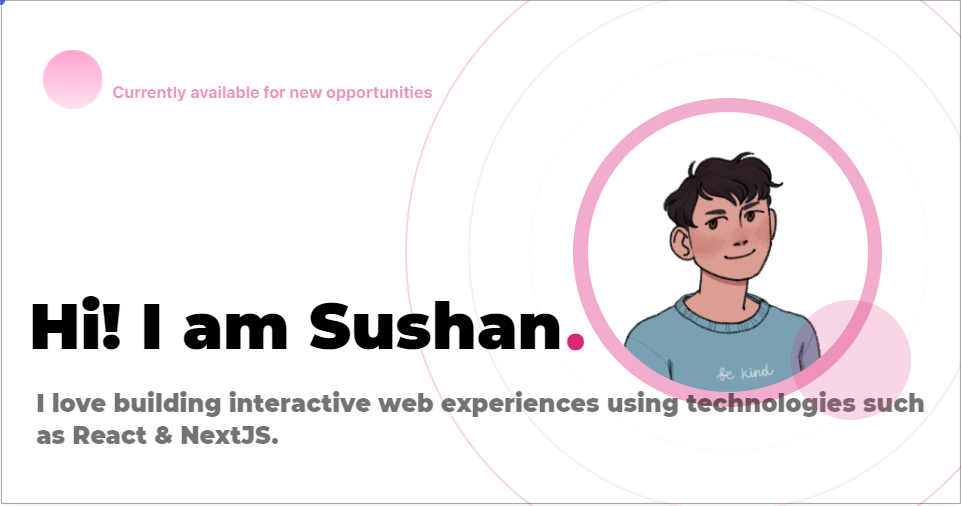 Currently available for new opportunities
Hi! I am Sushan.
be kind
I love building interactive web experiences using technologies such
as React & NextJS.